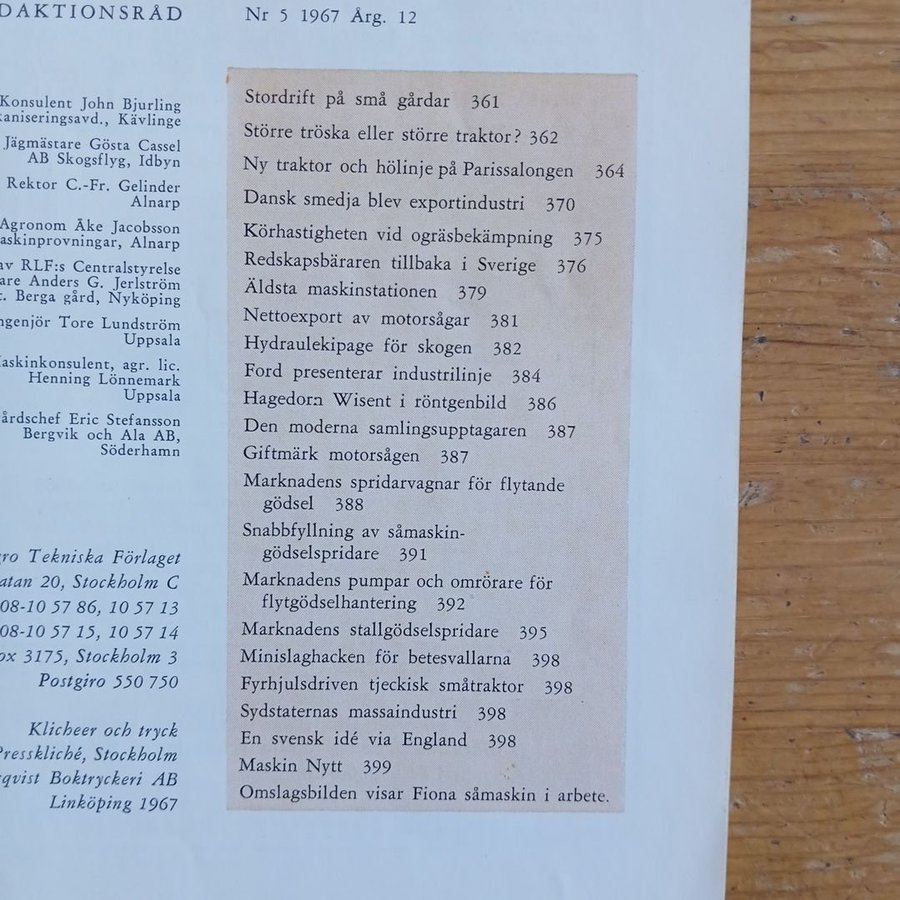 DAKTIONSRÅD
Konsulent John Bjurling
kaniseringsavd., Kävlinge
Jägmästare Gösta Cassel
AB Skogsflyg, Idbyn
Rektor C.-Fr. Gelinder
Alnarp
Agronom Åke Jacobsson
askinprovningar, Alnarp
av RLF:s Centralstyrelse
are Anders G. Jerlström
t. Berga gård, Nyköping
ngenjör Tore Lundström
Uppsala
askinkonsulent, agr. lic.
Henning Lönnemark
Uppsala
årdschef Eric Stefansson
Bergvik och Ala AB,
Söderhamn
ro Tekniska Förlaget
atan 20, Stockholm C
08-10 57 86, 10 57 13
08-10 57 15, 10 57 14
ox 3175, Stockholm 3
Postgiro 550 750
Klicheer och tryck
Presskliché, Stockholm
qvist Boktryckeri AB
Linköping 1967
Nr 5 1967 Årg. 12
Stordrift på små gårdar 361
Större tröska eller större traktor? 362
Ny traktor och hölinje på Parissalongen 364
Dansk smedja blev exportindustri 370
Körhastigheten vid ogräsbekämpning 375
Redskapsbäraren tillbaka i Sverige 376
Äldsta maskinstationen 379
Nettoexport av motorsågar 381
Hydraulekipage för skogen 382
Ford presenterar industrilinje 384
Hagedorn Wisent i röntgenbild 386
Den moderna samlingsupptagaren 387
Giftmärk motorsågen 387
Marknadens spridarvagnar för flytande
gödsel 388
Snabbfyllning av såmaskin-
gödselspridare 391
Marknadens pumpar och omrörare för
flytgödselhantering 392
Marknadens stallgödselspridare 395
Minislaghacken för betesvallarna 398
Fyrhjulsdriven tjeckisk småtraktor 398
Sydstaternas massaindustri 398
En svensk idé via England 398
Maskin Nytt 399
Omslagsbilden visar Fiona såmaskin i arbete.